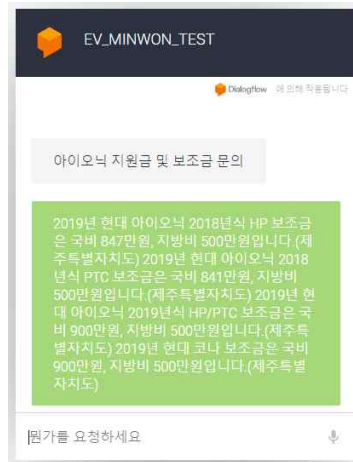 EV_MINWON_TEST
Dialogflow 에 의해 작동됩니다
아이오닉 지원금 및 보조금 문의
2019년 현대 아이오닉 2018년식 HP 보조금
은 국비 847만원, 지방비 500만원입니다.(제
주특별자치도) 2019년 현대 아이오닉 2018
년식 PTC 보조금은 국비 841만원, 지방비
500만원입니다.(제주특별자치도) 2019년 현
대 아이오닉 2019년식 HP/PTC 보조금은 국
비 900만원, 지방비 500만원입니다.(제주특
별자치도) 2019년 현대 코나 보조금은 국비
900만원, 지방비 500만원입니다.(제주특별
자치도)
뭔가를 요청하세요